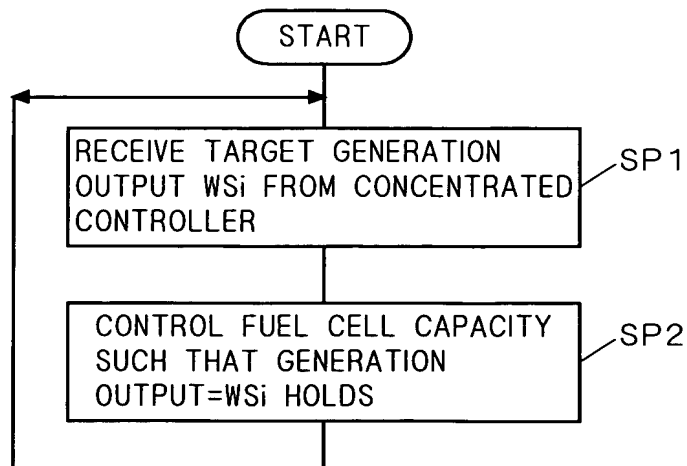 START
RECEIVE TARGET GENERATION
OUTPUT WSi FROM CONCENTRATED
CONTROLLER
SP1
CONTROL FUEL CELL CAPACITY
SUCH THAT GENERATION
OUTPUT=WSi HOLDS
SP2